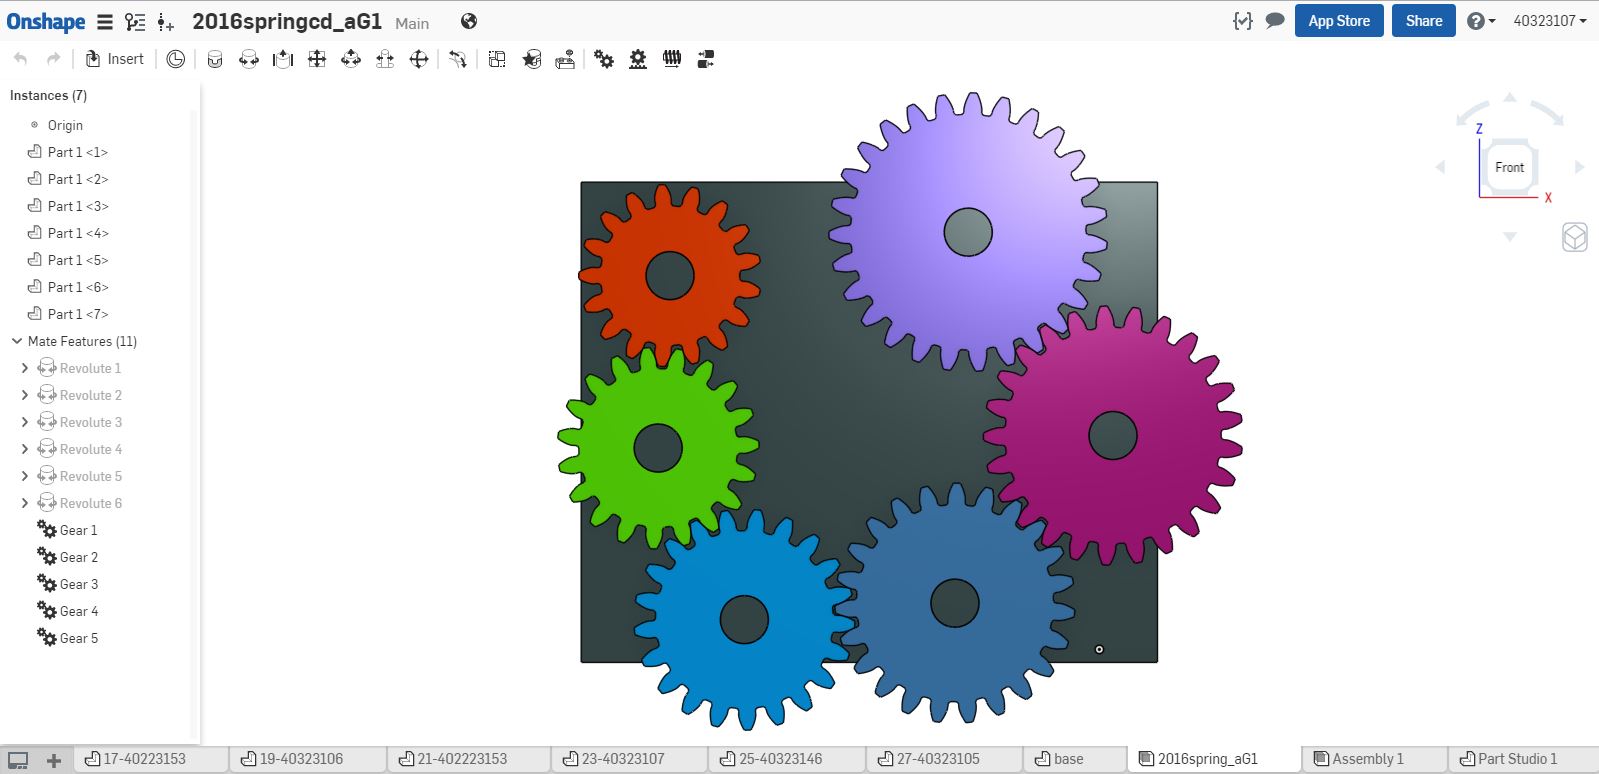 Onshape 2016springcd_aG1 Main App Store Share 40323107
Insert
Instances (7)
Origin
Part 1 <1>
Part 1 <2>
Part 1 <3>
Part 1 <4>
Part 1 <5>
Part 1 <6>
Part 1 <7>
Mate Features (11)
Revolute 1
Revolute 2
Revolute 3
Revolute 4
Revolute 5
Revolute 6
Gear 1
Gear 2
Gear 3
Gear 4
Gear 5
Z
Front
X
17-40223153 19-40323106 21-402223153 23-40323107 25-40323146 27-40323105 base 2016spring_aG1 Assembly 1 Part Studio 1